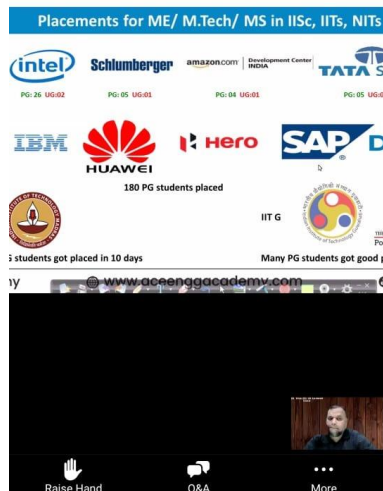 Placements for ME/ M.Tech/ MS in IISc, IITs, NITs
intel
Schlumberger
amazon.com
Development Center
INDIA
TATA S
PG: 26 UG:02
PG: 05 UG:01
PG: 04 UG:01
PG: 05 UG:0
IBM
HUAWEI
Hero
SAP
D
180 PG students placed
IIT G
students got placed in 10 days
Many PG students got good p
ny
www.aceenggacademy.com
Raise Hand
Q&A
More